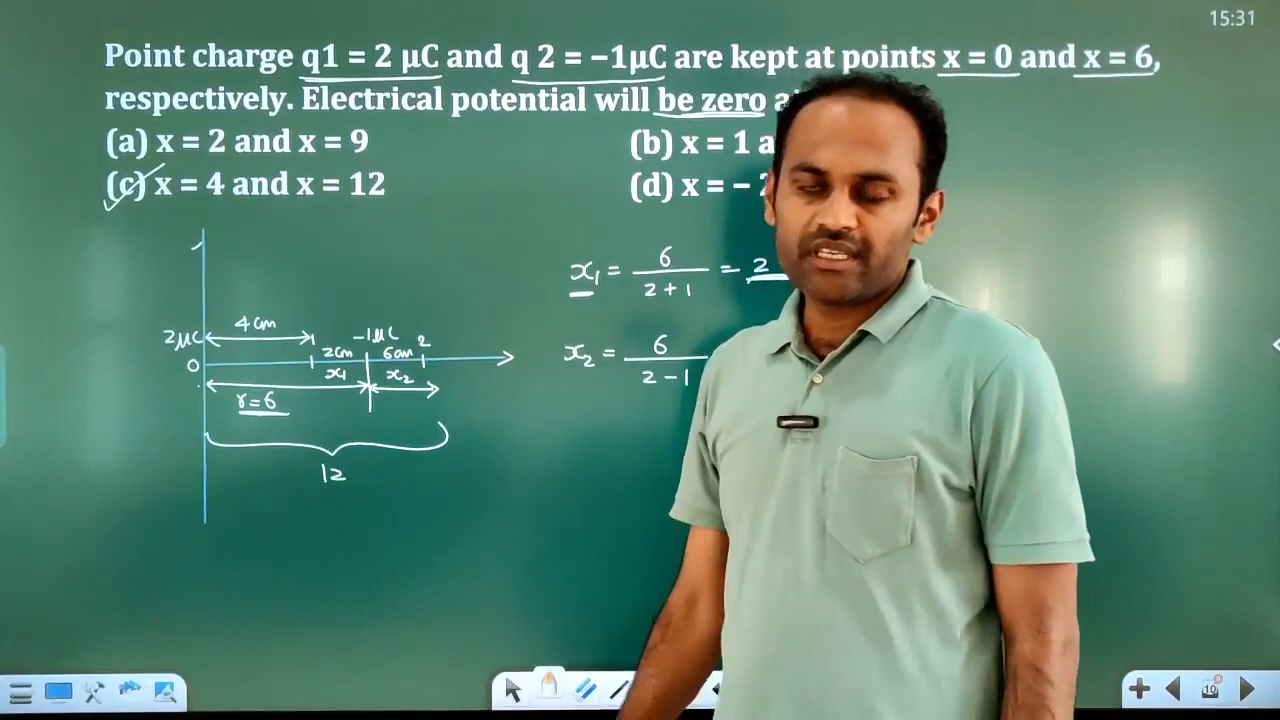 15:31
Point charge q1 = 2 μC and q 2 = −1μC are kept at points x = 0 and x = 6,
respectively. Electrical potential will be zero
(a) x = 2 and x = 9
(b) x = 1
(c) x = 4 and x = 12
(d) x = −
x₁ = 6 / 2 + 1 = 2
4 cm
2μC
1
−1μC
2
2cm
6cm
x₂ = 6 / 2 − 1
0
x₁
x₂
r = 6
12
10